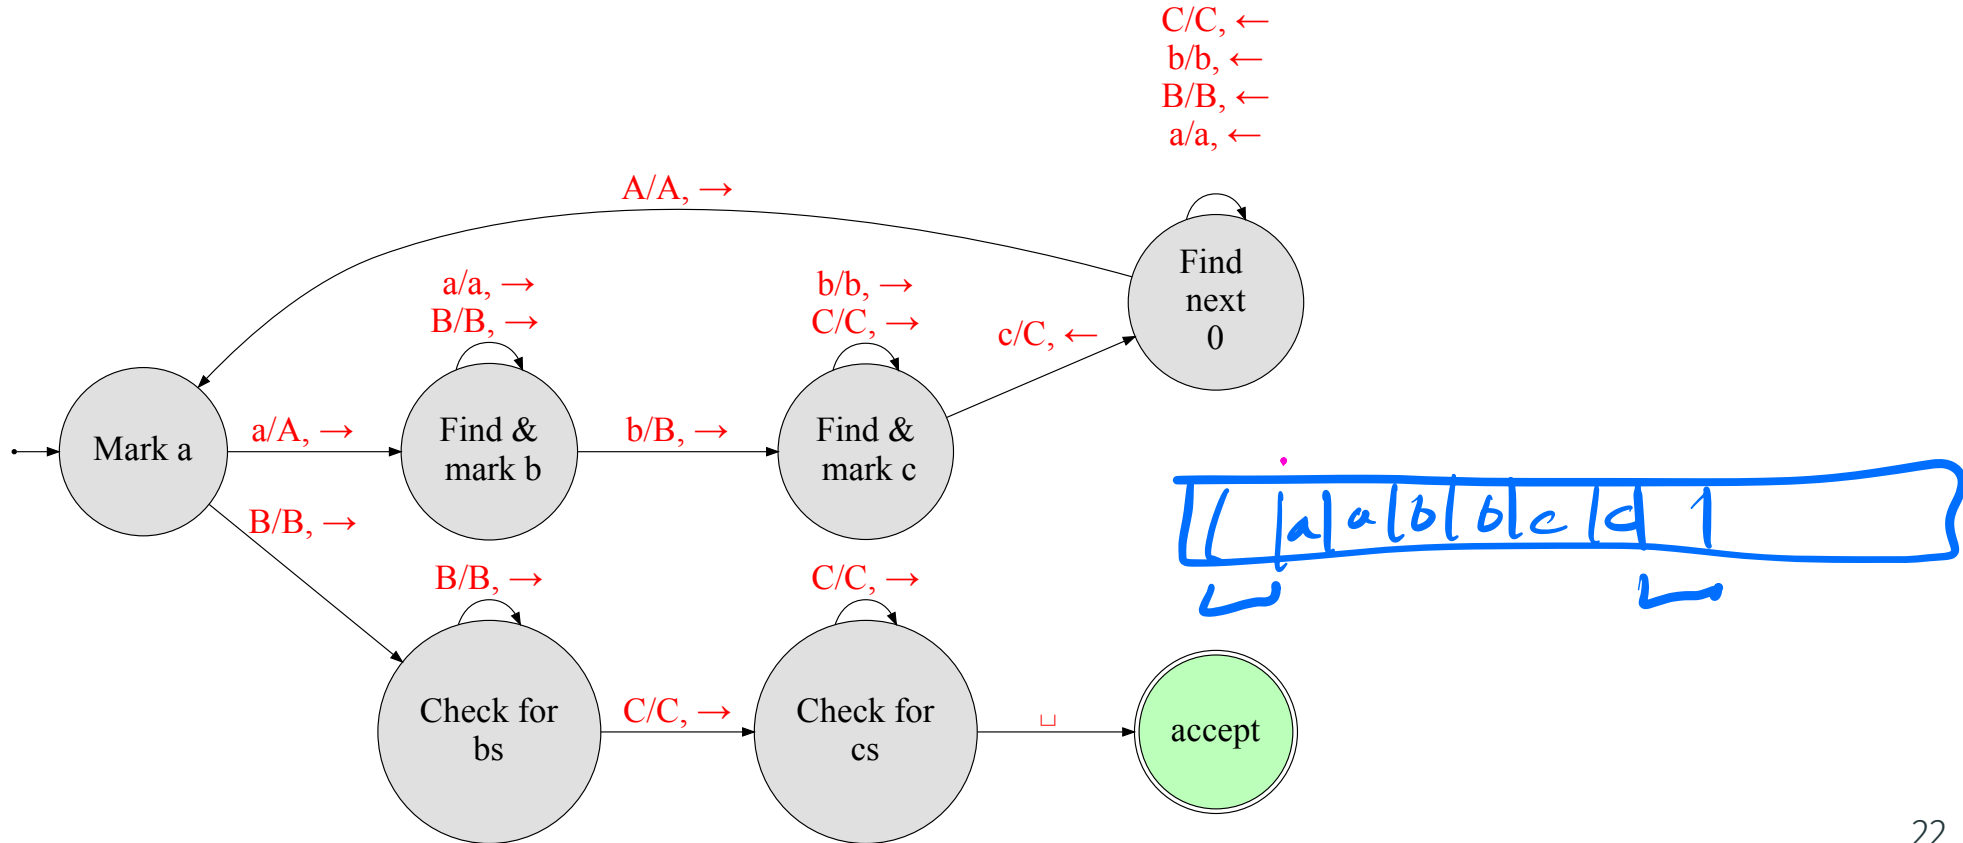 C/C, ←
b/b, ←
B/B, ←
a/a, ←
A/A, →
Find
next
0
a/a, →
B/B, →
b/b, →
C/C, →
c/C, ←
Mark a
a/A, →
Find &
mark b
b/B, →
Find &
mark c
a a b b c c
B/B, →
B/B, →
C/C, →
Check for
bs
C/C, →
Check for
cs
␣
accept
22